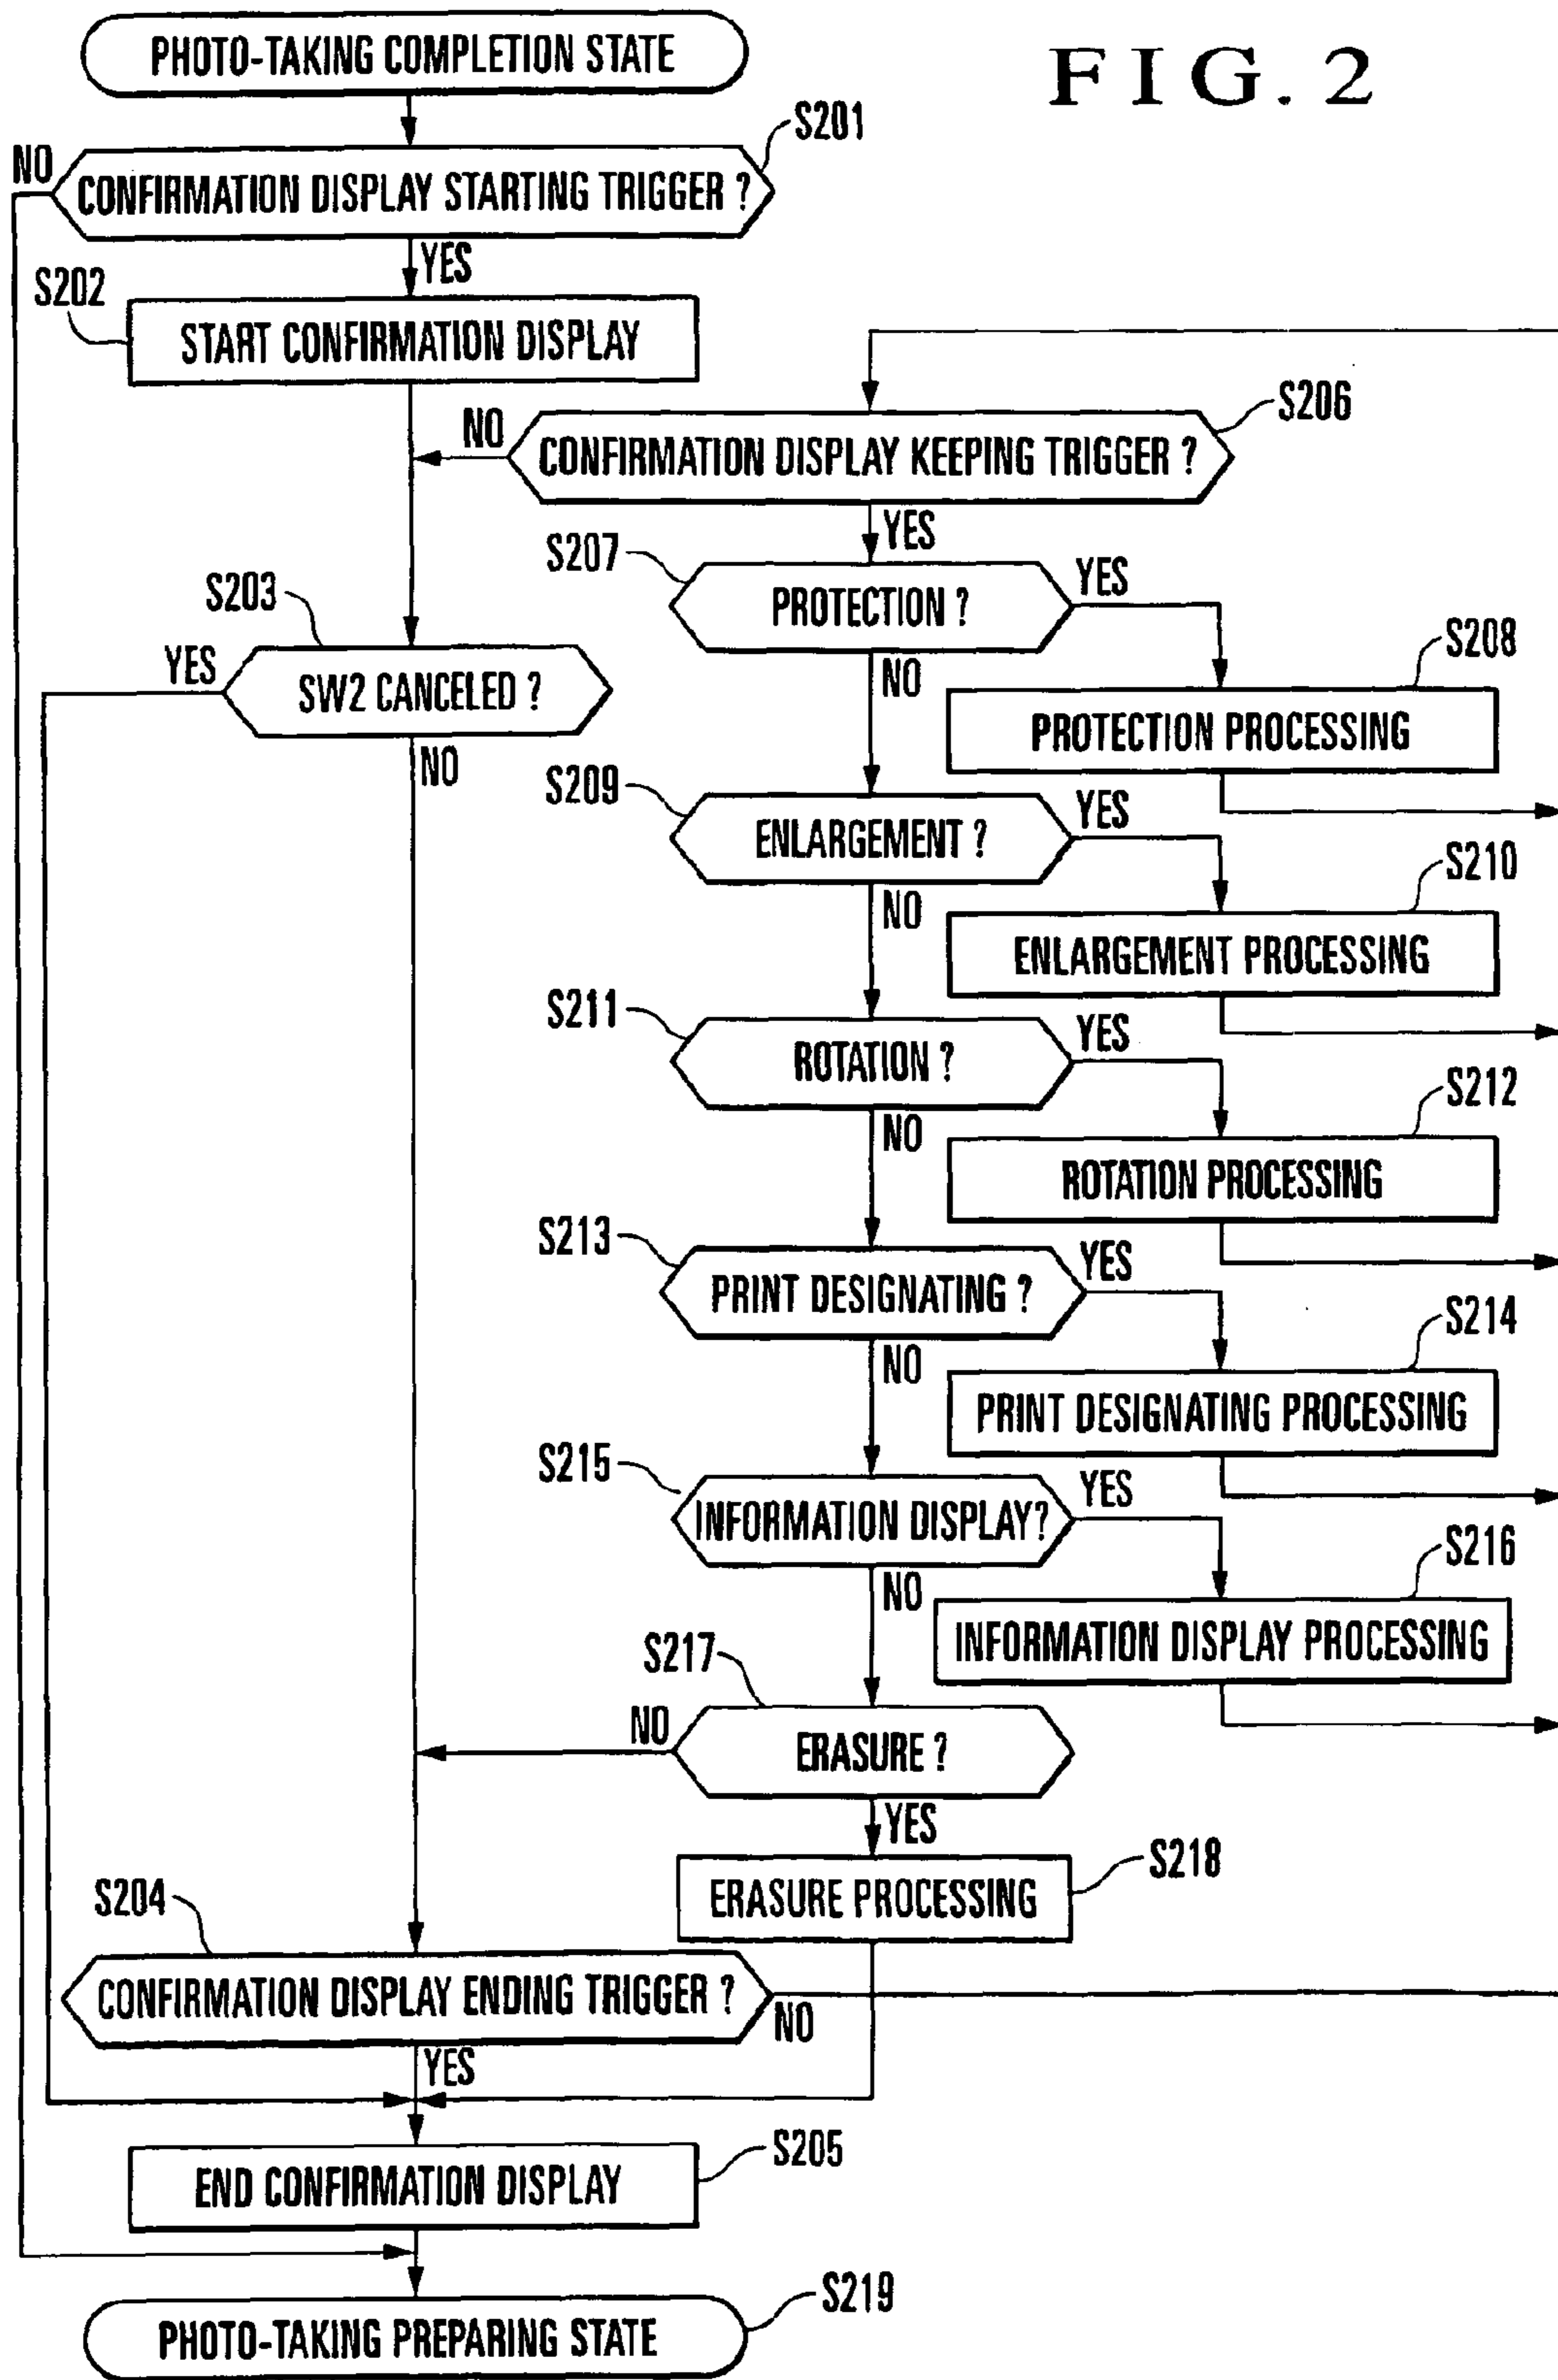 FIG. 2
PHOTO-TAKING COMPLETION STATE
S201
NO
CONFIRMATION DISPLAY STARTING TRIGGER ?
YES
S202
START CONFIRMATION DISPLAY
S206
NO
CONFIRMATION DISPLAY KEEPING TRIGGER ?
YES
S207
PROTECTION ?
YES
S203
YES
SW2 CANCELED ?
NO
NO
S208
PROTECTION PROCESSING
S209
ENLARGEMENT ?
YES
NO
S210
ENLARGEMENT PROCESSING
S211
ROTATION ?
YES
NO
S212
ROTATION PROCESSING
S213
PRINT DESIGNATING ?
YES
NO
S214
PRINT DESIGNATING PROCESSING
S215
INFORMATION DISPLAY?
YES
NO
S216
INFORMATION DISPLAY PROCESSING
S217
NO
ERASURE ?
YES
S218
ERASURE PROCESSING
S204
CONFIRMATION DISPLAY ENDING TRIGGER ?
NO
YES
S205
END CONFIRMATION DISPLAY
S219
PHOTO-TAKING PREPARING STATE